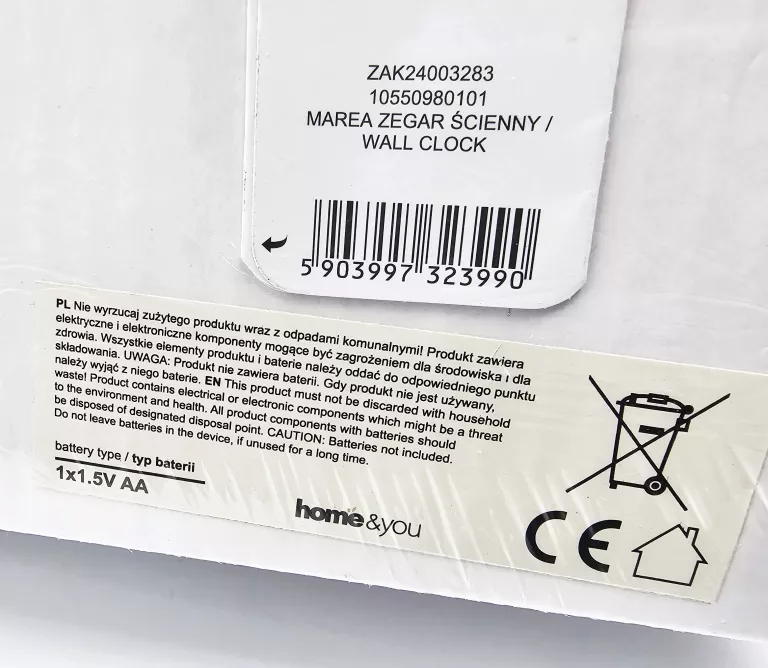 ZAK24003283
10550980101
MAREA ZEGAR ŚCIENNY /
WALL CLOCK
5 903997 323990
PL Nie wyrzucaj zużytego produktu wraz z odpadami komunalnymi! Produkt zawiera
elektryczne i elektroniczne komponenty mogące być zagrożeniem dla środowiska i dla
zdrowia. Wszystkie elementy produktu i baterie należy oddać do odpowiedniego punktu
składowania. UWAGA: Produkt nie zawiera baterii. Gdy produkt nie jest używany,
należy wyjąć z niego baterie. EN This product must not be discarded with household
waste! Product contains electrical or electronic components which might be a threat
to the environment and health. All product components with batteries should
be disposed of designated disposal point. CAUTION: Batteries not included.
Do not leave batteries in the device, if unused for a long time.
battery type / typ baterii
1x1.5V AA
home&you
CE